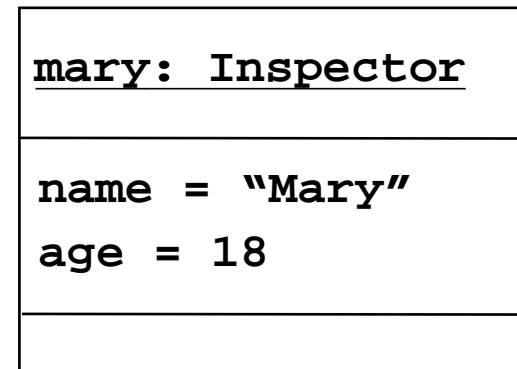 mary: Inspector
name = “Mary”
age = 18